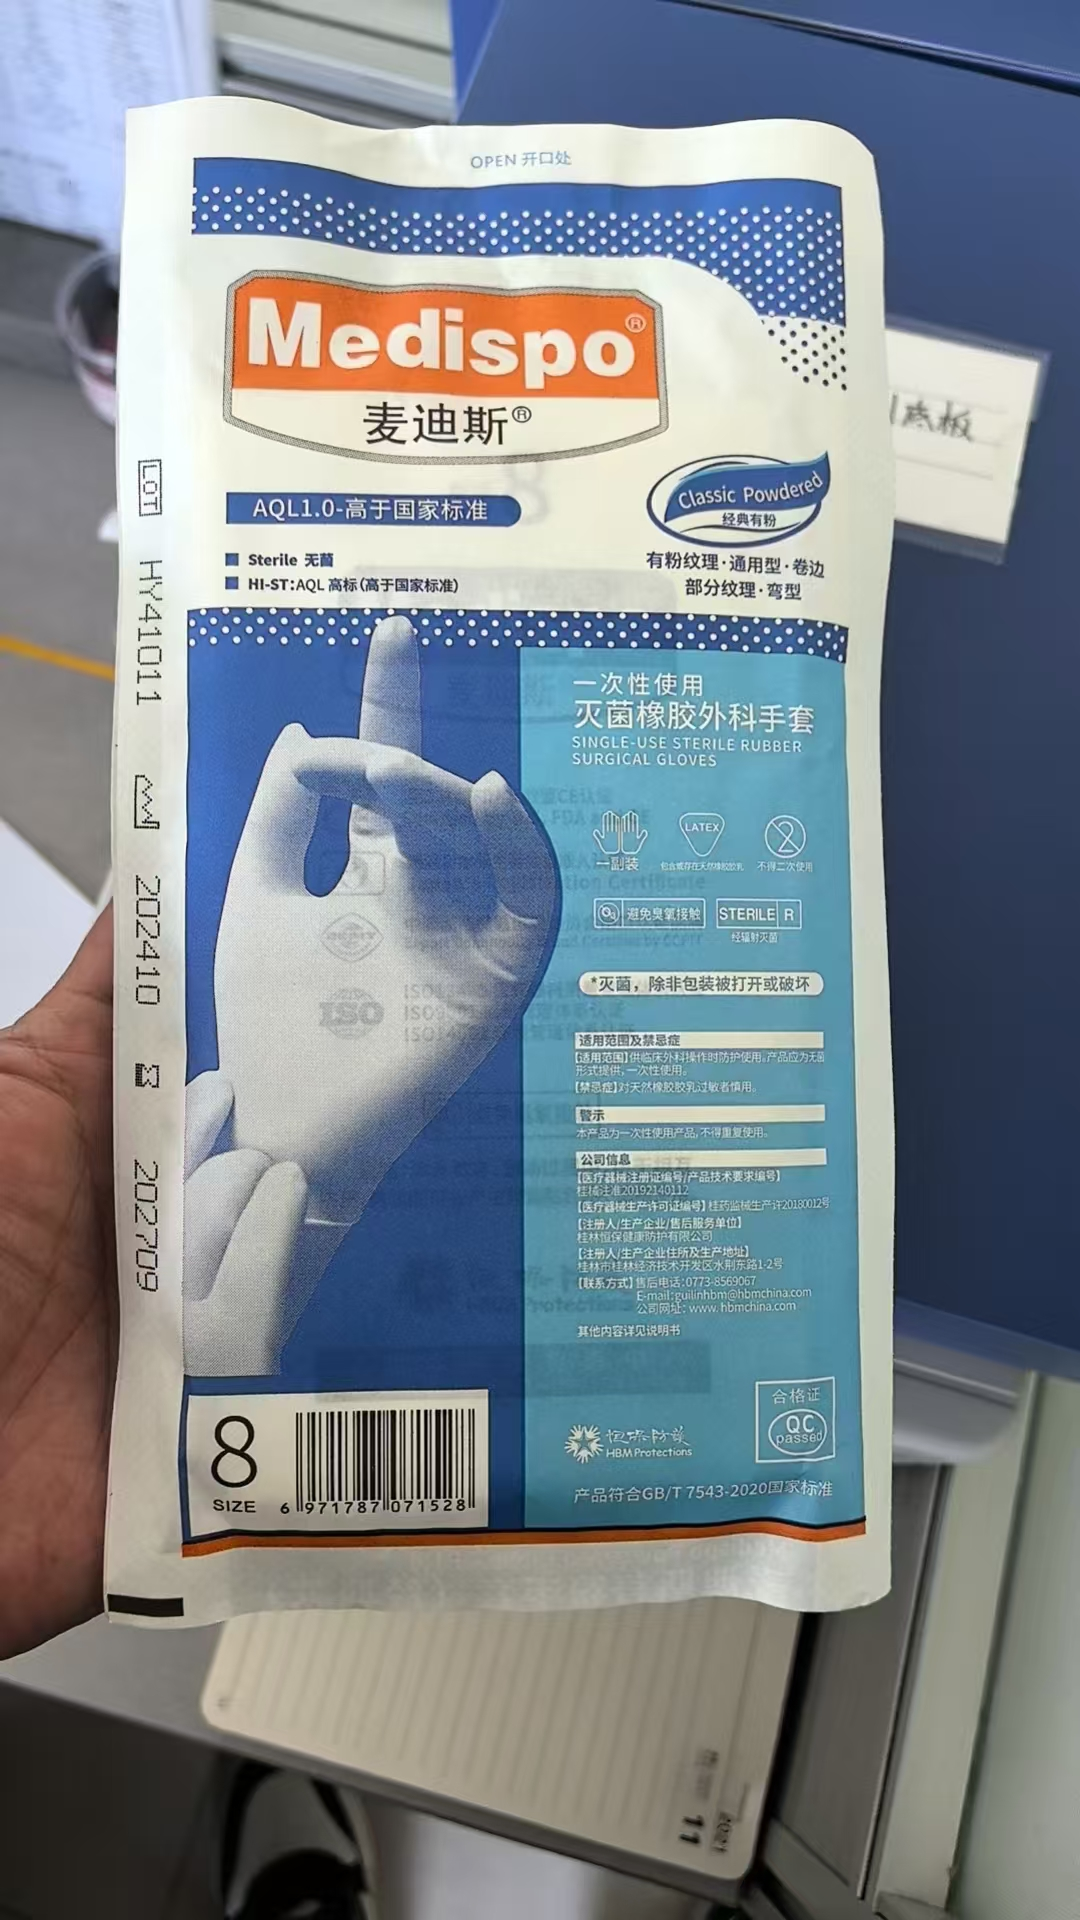 OPEN 开口处
Medispo®
麦迪斯®
AQL1.0-高于国家标准
Classic Powdered
经典有粉
Sterile 无菌
HI-ST:AQL 高标(高于国家标准)
有粉纹理·通用型·卷边
部分纹理·弯型
LOT HY41011 202410 202709
一次性使用
灭菌橡胶外科手套
SINGLE-USE STERILE RUBBER
SURGICAL GLOVES
一副装
LATEX
包含或存在天然橡胶胶乳
2
不得二次使用
避免臭氧接触
STERILE R
经辐射灭菌
*灭菌，除非包装被打开或破坏
适用范围及禁忌症
【适用范围】供临床外科操作时防护使用。产品应为无菌
形式提供,一次性使用。
【禁忌症】对天然橡胶胶乳过敏者慎用。
警示
本产品为一次性使用产品,不得重复使用。
公司信息
【医疗器械注册证编号/产品技术要求编号】
桂械注准20192140112
【医疗器械生产许可证编号】桂药监械生产许20180012号
【注册人/生产企业/售后服务单位】
桂林恒保健康防护有限公司
【注册人/生产企业住所及生产地址】
桂林市桂林经济技术开发区水荆东路1-2号
【联系方式】售后电话:0773-8569067
E-mail:guilinhbm@hbmchina.com
公司网址: www.hbmchina.com
其他内容详见说明书
8
SIZE
6 971787 071528
恒保防护
HBM Protections
合格证
QC
passed
产品符合GB/T 7543-2020国家标准
底板
2021
11